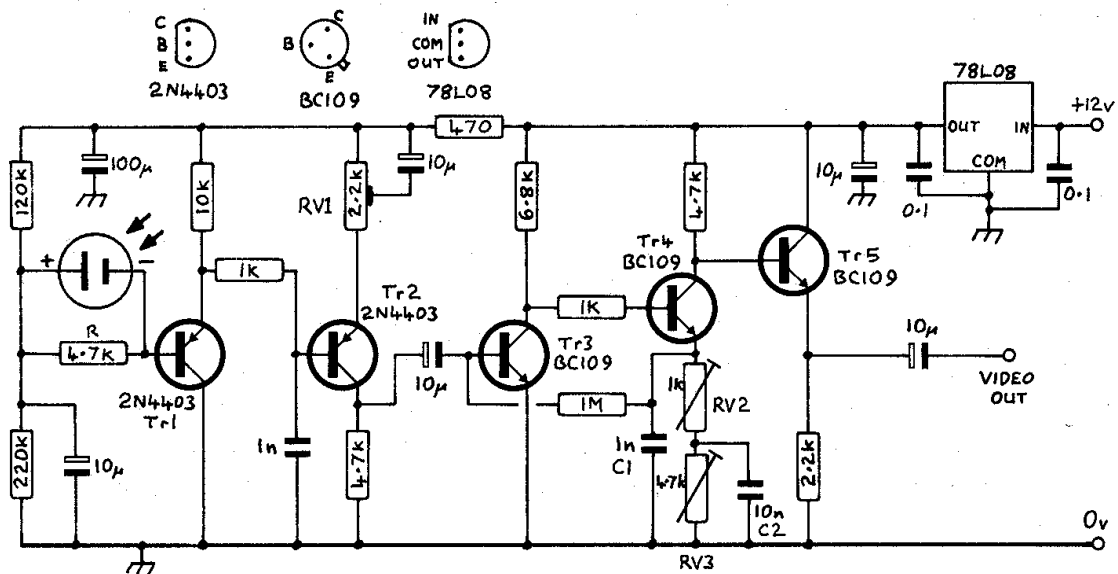 C
B
E
2N4403
C
B
E
BC109
IN
COM
OUT
78L08
78L08
OUT
IN
COM
+12v
470
120k
100μ
10k
RV1
2.2k
10μ
6.8k
4.7k
10μ
0.1
0.1
+
-
1k
Tr2
2N4403
R
4.7k
2N4403
Tr1
1n
4.7k
10μ
Tr3
BC109
1k
Tr4
BC109
Tr5
BC109
1M
1n
C1
1k
RV2
4.7k
RV3
10n
C2
2.2k
10μ
VIDEO
OUT
220k
10μ
0v